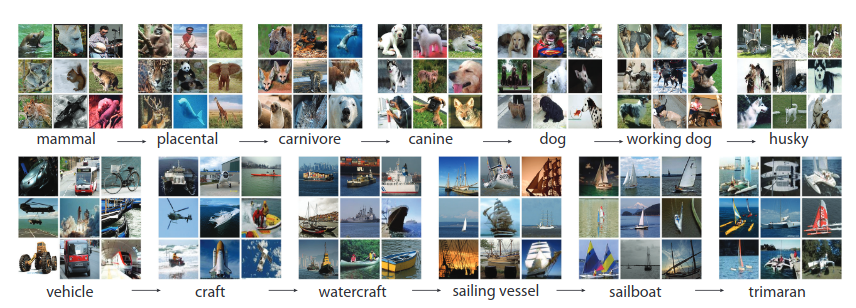 mammal placental carnivore canine dog working dog husky
vehicle craft watercraft sailing vessel sailboat trimaran